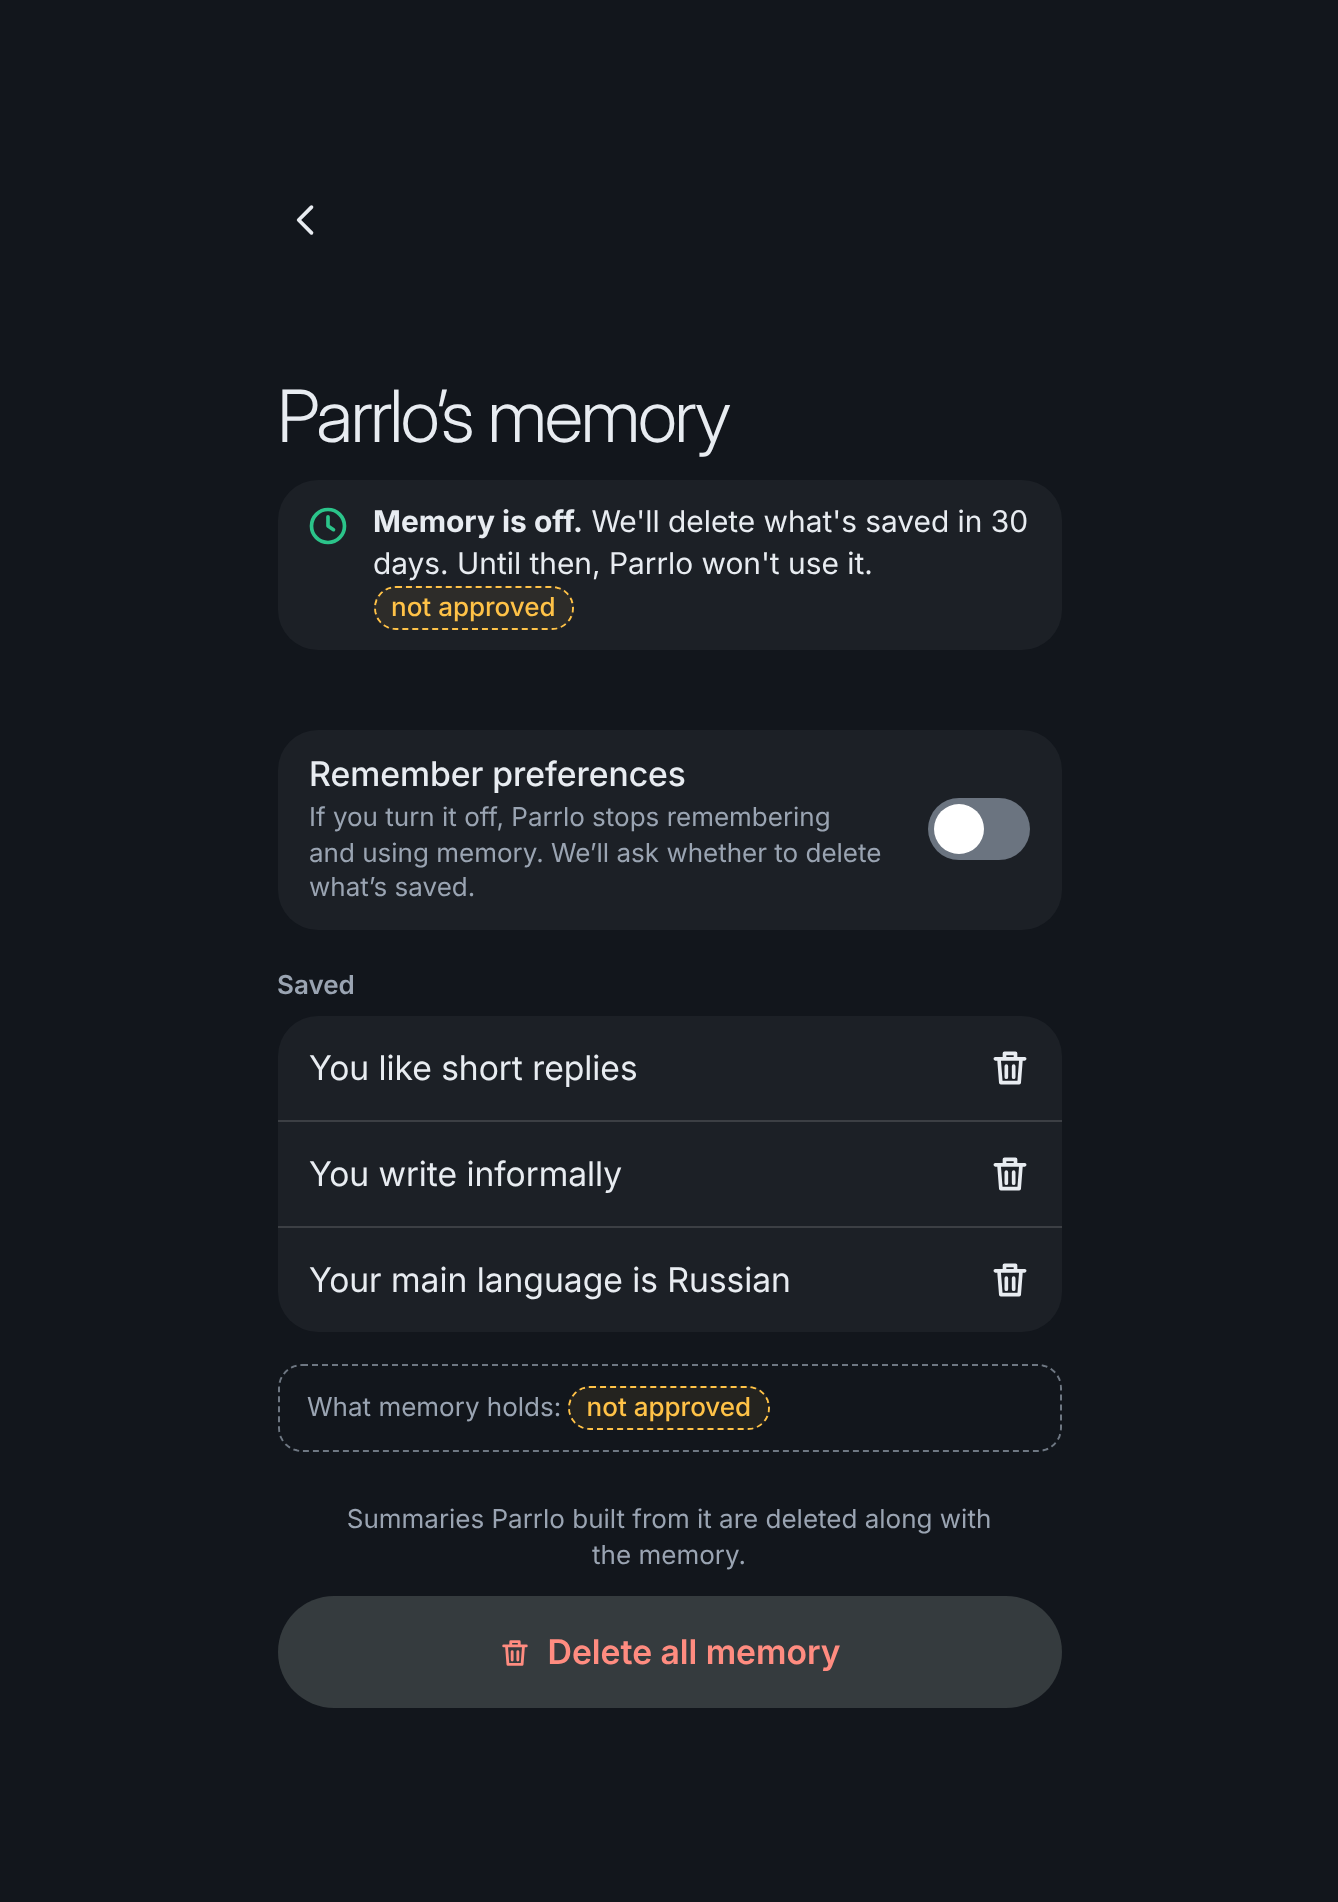 Parrlo’s memory
Memory is off. We'll delete what's saved in 30
days. Until then, Parrlo won't use it.
not approved
Remember preferences
If you turn it off, Parrlo stops remembering
and using memory. We’ll ask whether to delete
what’s saved.
Saved
You like short replies
You write informally
Your main language is Russian
What memory holds: not approved
Summaries Parrlo built from it are deleted along with
the memory.
Delete all memory